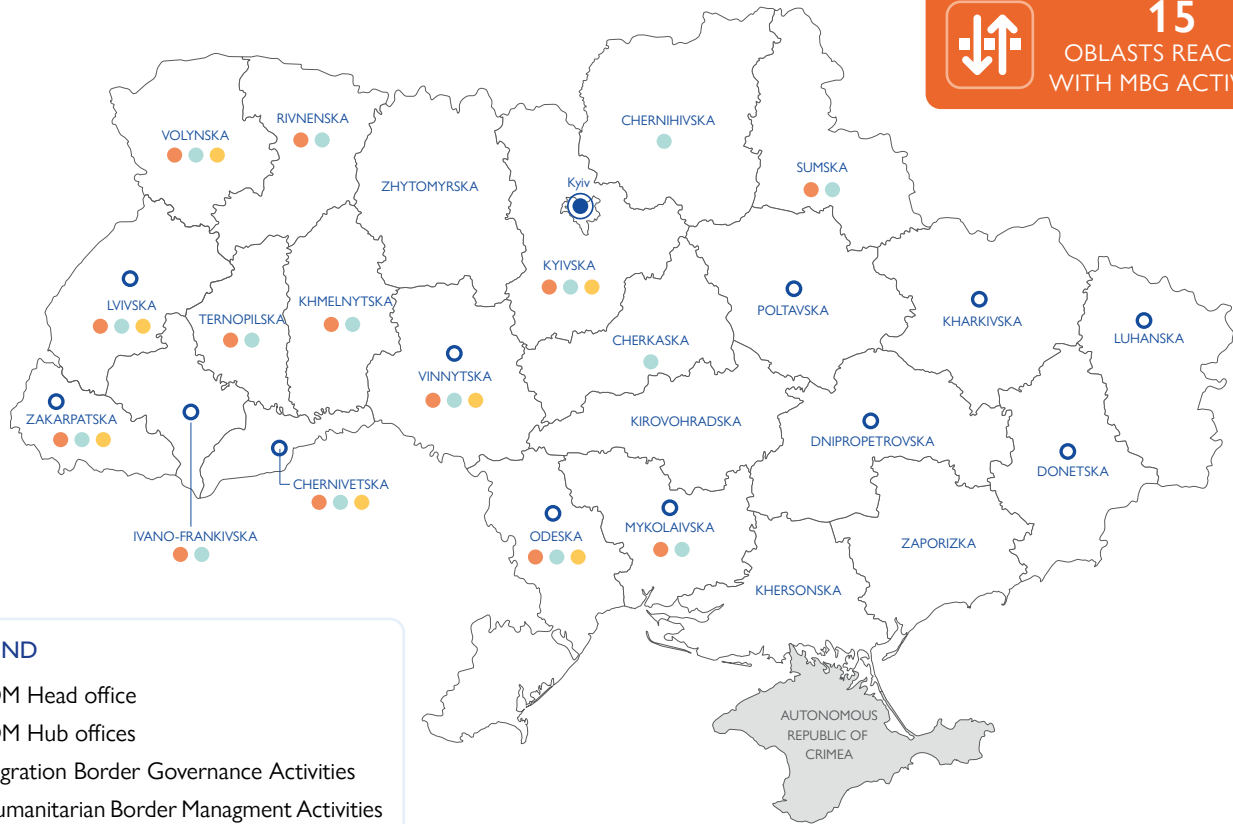 15
OBLASTS REAC
WITH MBG ACTIV
CHERNIHIVSKA
RIVNENSKA
VOLYNSKA
SUMSKA
Kyiv
ZHYTOMYRSKA
KYIVSKA
KHMELNYTSKA
LVIVSKA
POLTAVSKA
TERNOPILSKA
KHARKIVSKA
LUHANSKA
CHERKASKA
VINNYTSKA
ZAKARPATSKA
KIROVOHRADSKA
DNIPROPETROVSKA
DONETSKA
CHERNIVETSKA
MYKOLAIVSKA
IVANO-FRANKIVSKA
ODESKA
ZAPORIZKA
KHERSONSKA
AUTONOMOUS
REPUBLIC OF
CRIMEA
ND
M Head office
M Hub offices
gration Border Governance Activities
umanitarian Border Managment Activities